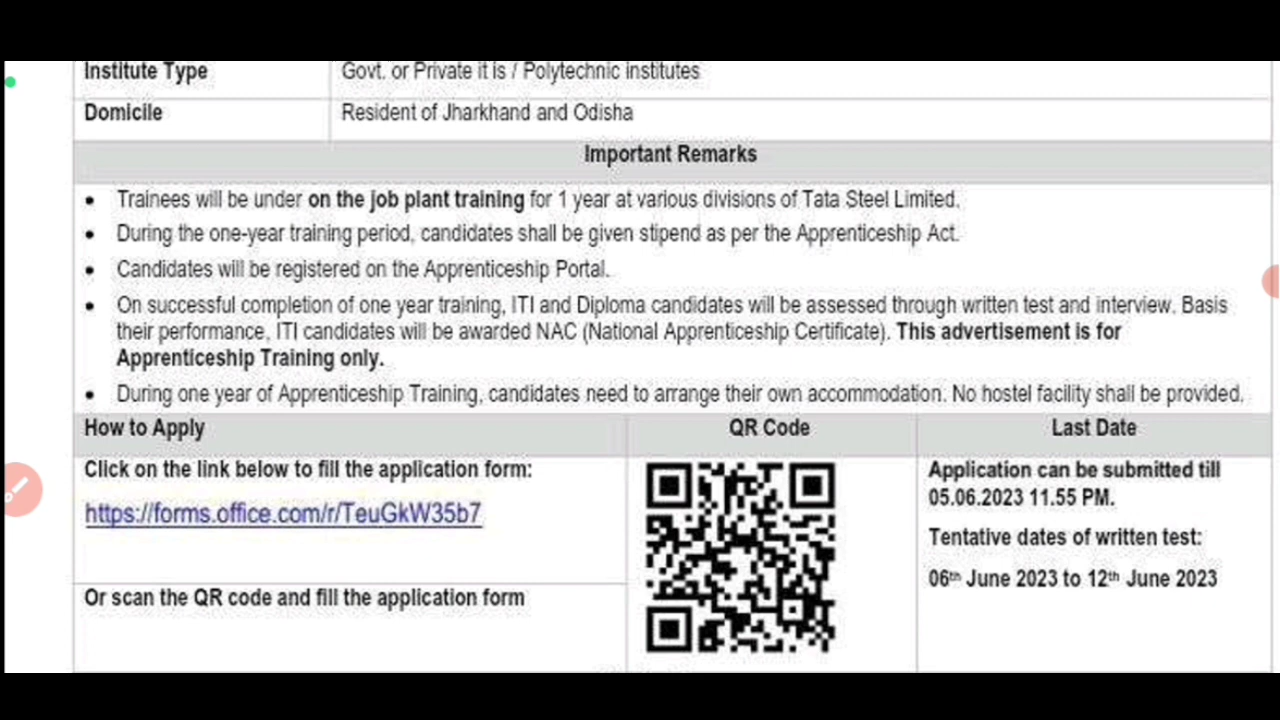 Institute Type Govt. or Private it is / Polytechnic institutes
Domicile Resident of Jharkhand and Odisha
Important Remarks
• Trainees will be under on the job plant training for 1 year at various divisions of Tata Steel Limited.
• During the one-year training period, candidates shall be given stipend as per the Apprenticeship Act.
• Candidates will be registered on the Apprenticeship Portal.
• On successful completion of one year training, ITI and Diploma candidates will be assessed through written test and interview. Basis
their performance, ITI candidates will be awarded NAC (National Apprenticeship Certificate). This advertisement is for
Apprenticeship Training only.
• During one year of Apprenticeship Training, candidates need to arrange their own accommodation. No hostel facility shall be provided.
How to Apply QR Code Last Date
Click on the link below to fill the application form:
https://forms.office.com/r/TeuGkW35b7
Or scan the QR code and fill the application form
Application can be submitted till
05.06.2023 11.55 PM.
Tentative dates of written test:
06th June 2023 to 12th June 2023